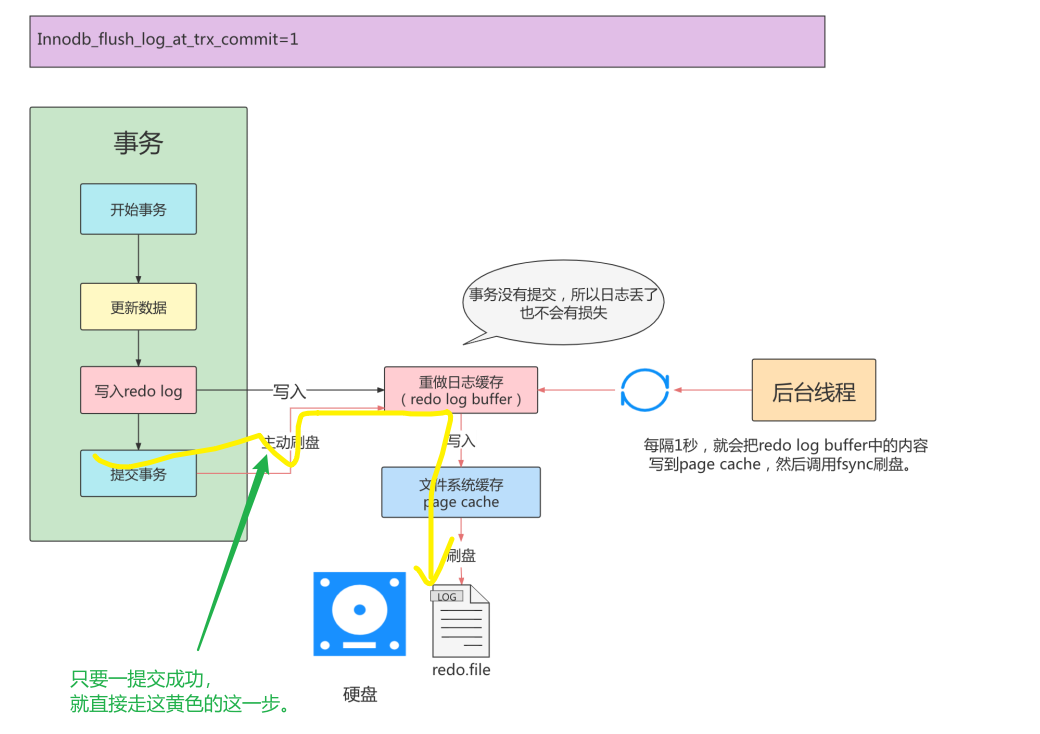 Innodb_flush_log_at_trx_commit=1
事务
开始事务
更新数据
写入redo log
提交事务
写入
主动刷盘
事务没有提交，所以日志丢了
也不会有损失
重做日志缓存
（redo log buffer）
写入
文件系统缓存
page cache
刷盘
LOG
redo.file
硬盘
后台线程
每隔1秒，就会把redo log buffer中的内容
写到page cache，然后调用fsync刷盘。
只要一提交成功，
就直接走这黄色的这一步。